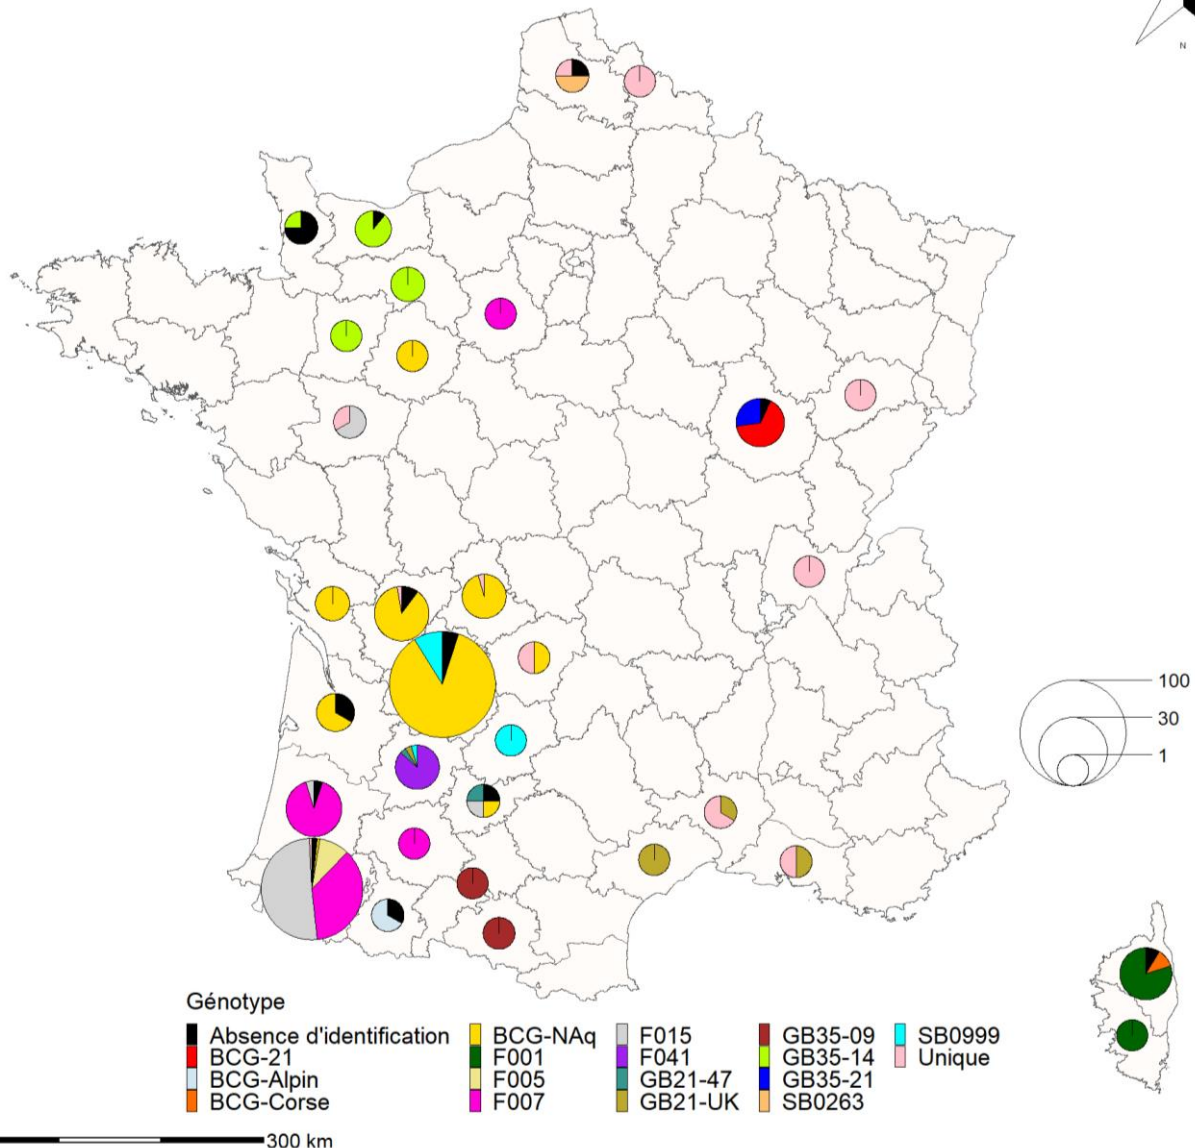 N
100
30
1
Génotype
Absence d'identification
BCG-21
BCG-Alpin
BCG-Corse
BCG-NAq
F001
F005
F007
F015
F041
GB21-47
GB21-UK
GB35-09
GB35-14
GB35-21
SB0263
SB0999
Unique
300 km